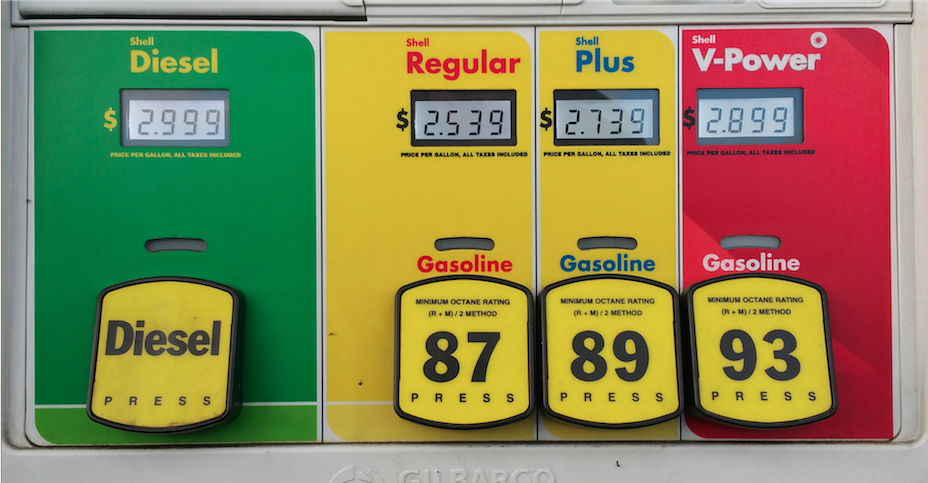 Shell
Diesel
$ 2.999
PRICE PER GALLON, ALL TAXES INCLUDED
Diesel
PRESS
Shell
Regular
$ 2.539
PRICE PER GALLON, ALL TAXES INCLUDED
Gasoline
MINIMUM OCTANE RATING
(R + M) / 2 METHOD
87
PRESS
Shell
Plus
$ 2.739
PRICE PER GALLON, ALL TAXES INCLUDED
Gasoline
MINIMUM OCTANE RATING
(R + M) / 2 METHOD
89
PRESS
Shell
V-Power
$ 2.899
PRICE PER GALLON, ALL TAXES INCLUDED
Gasoline
MINIMUM OCTANE RATING
(R + M) / 2 METHOD
93
PRESS
GILBARCO